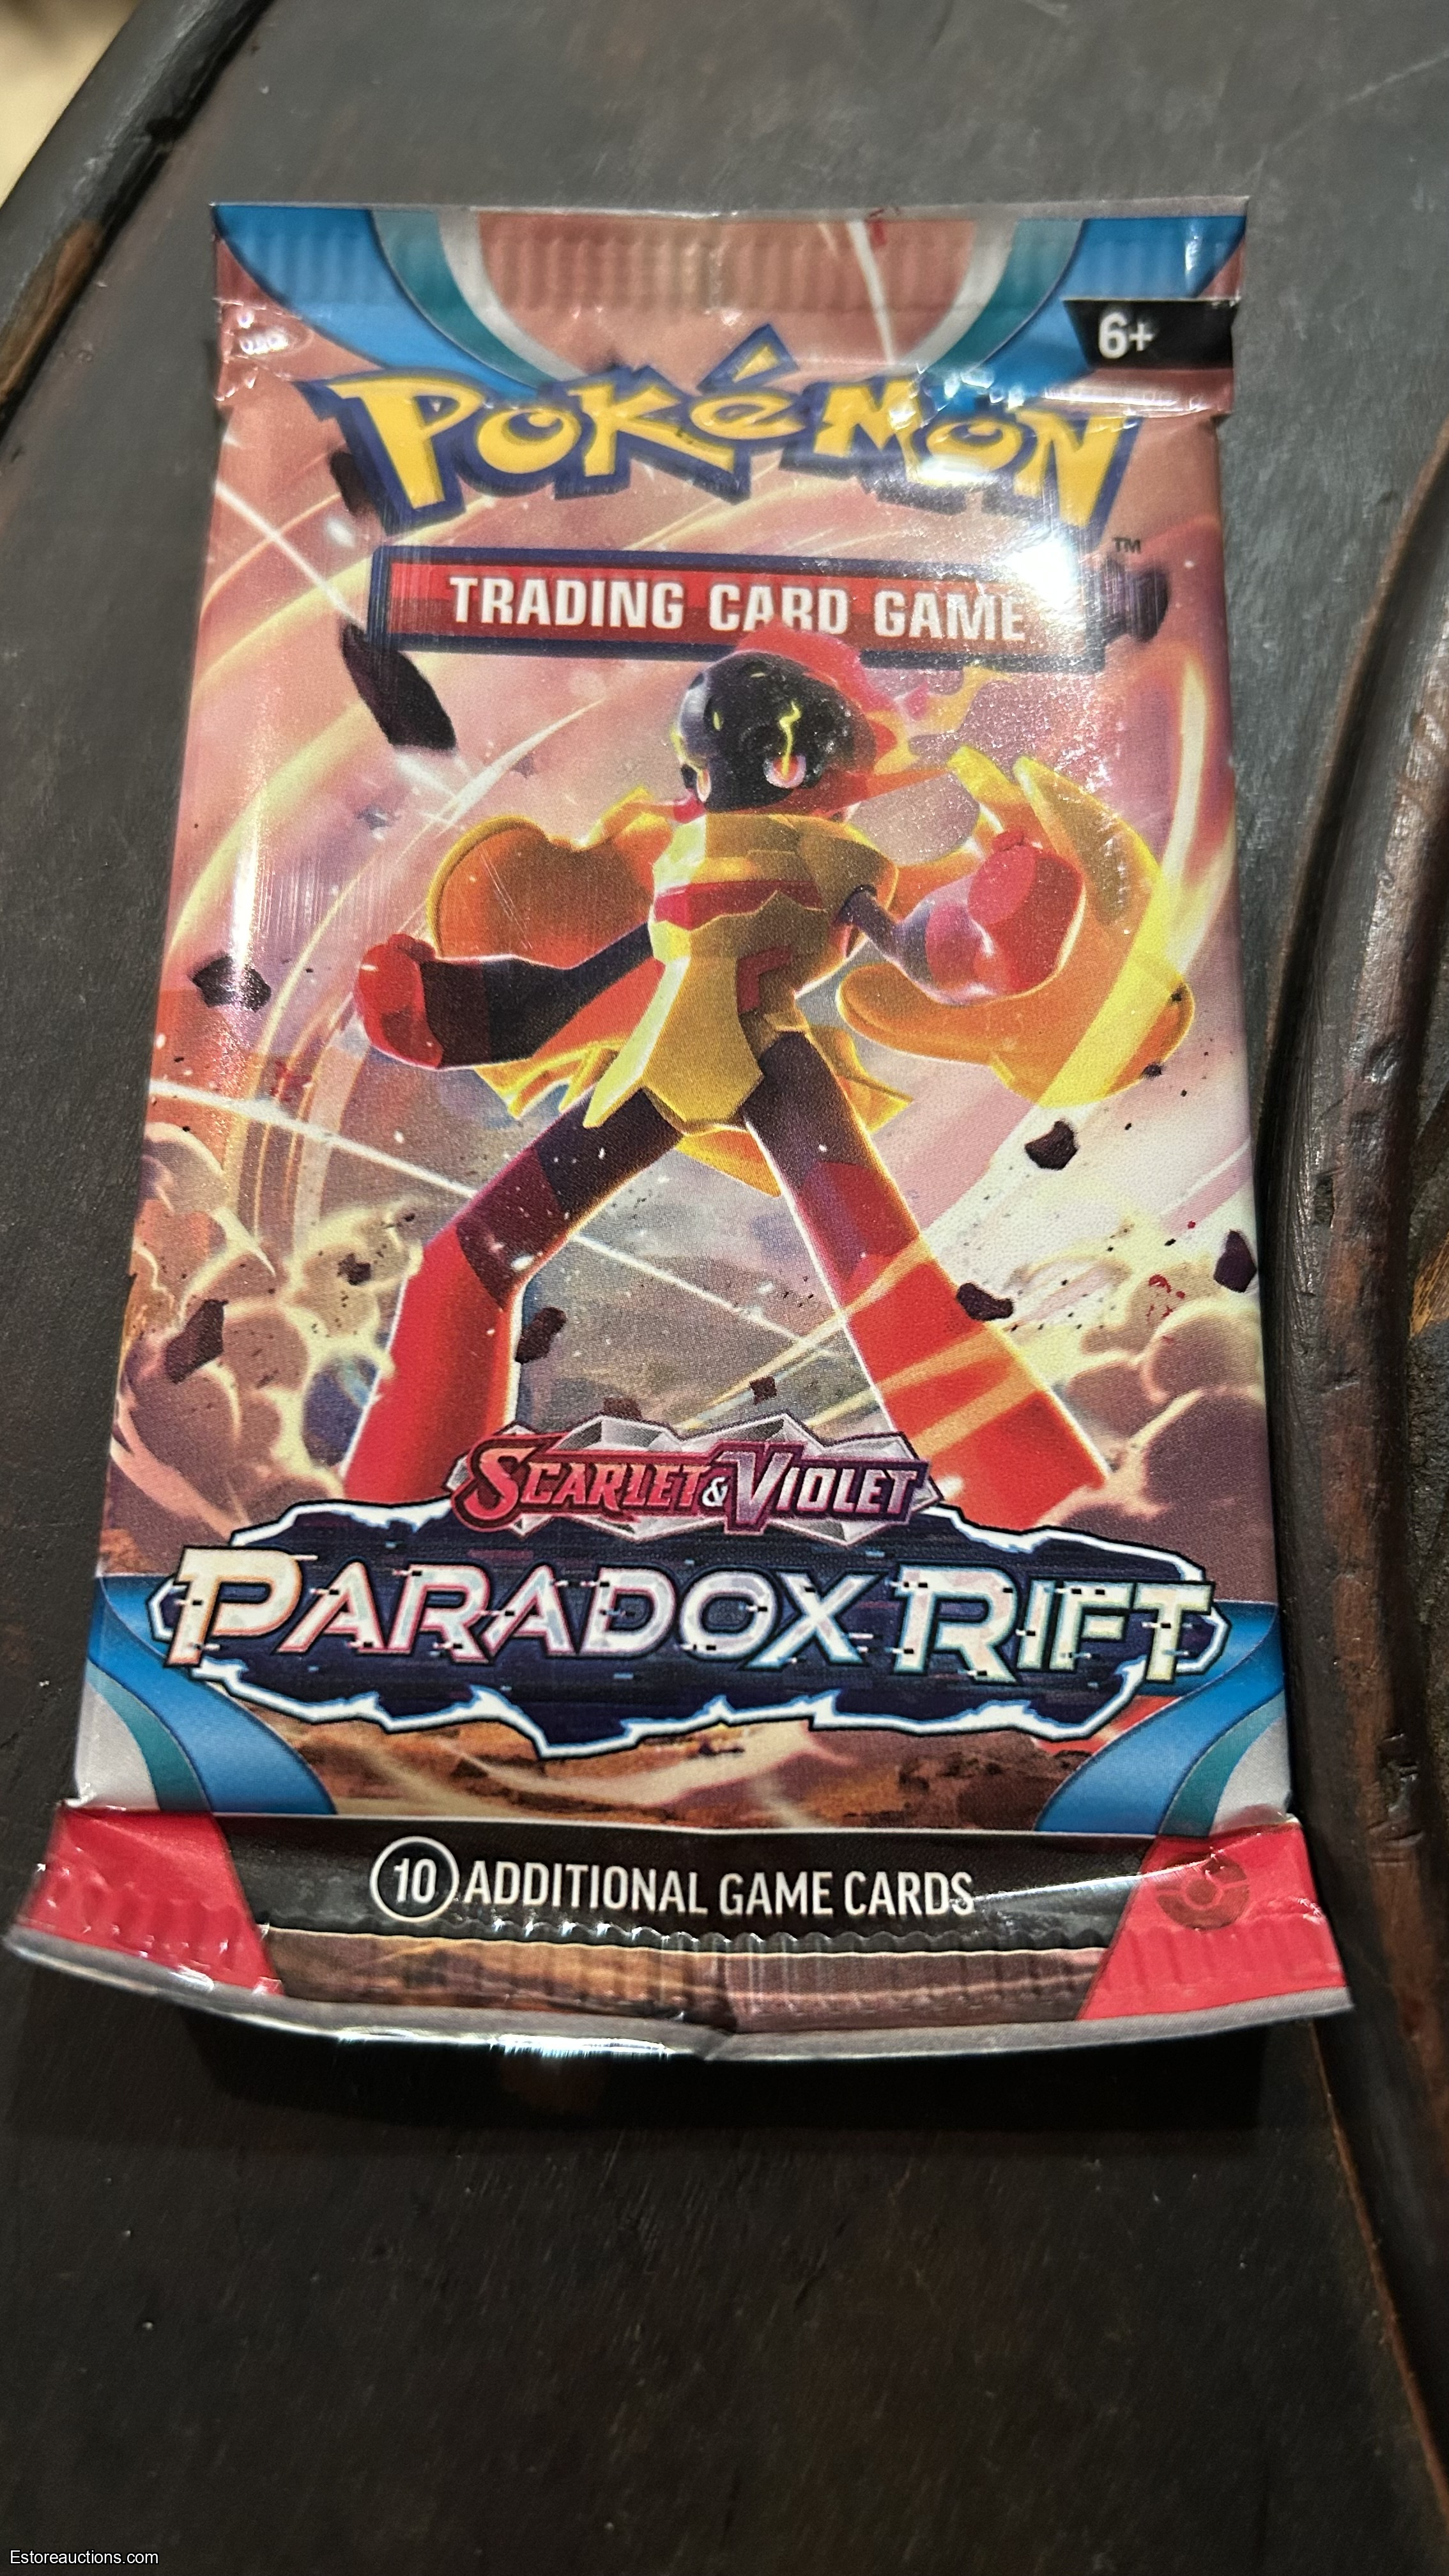 6+
POKéMON
TM
TRADING CARD GAME
SCARLET & VIOLET
PARADOX RIFT
10 ADDITIONAL GAME CARDS
Estoreauctions.com